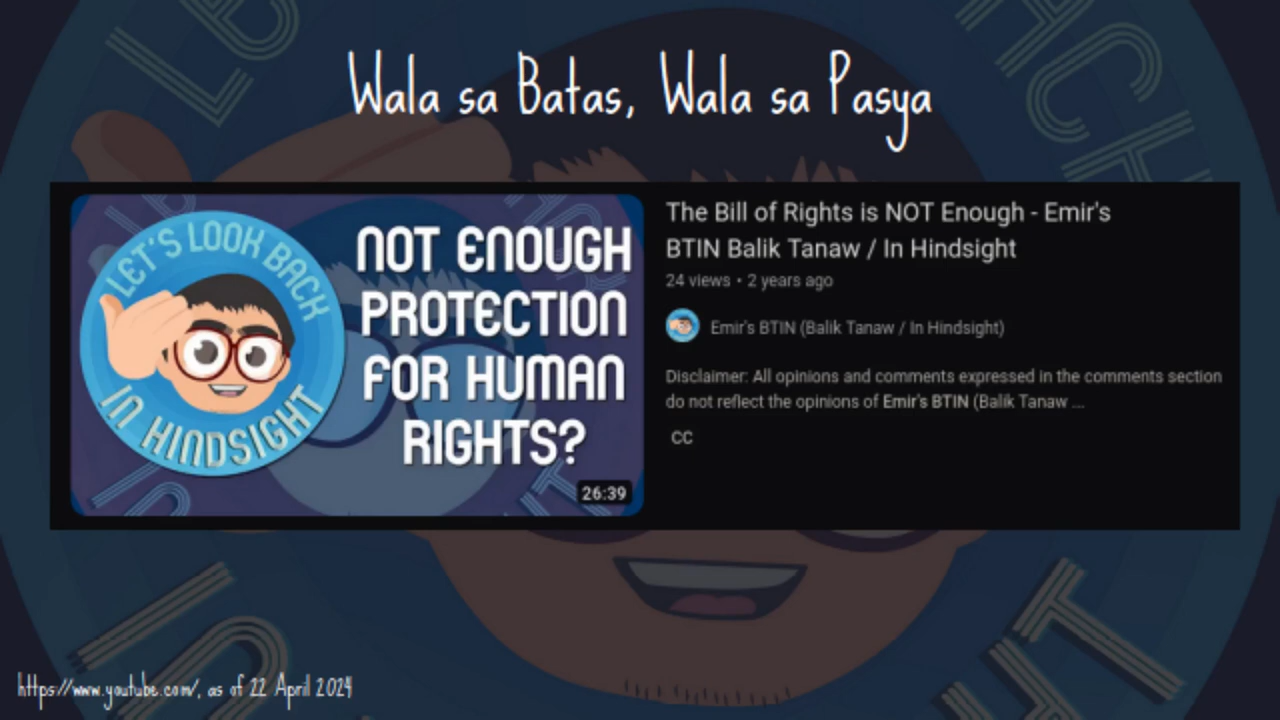 Wala sa Batas, Wala sa Pasya
LET'S LOOK BACK
IN HINDSIGHT
NOT ENOUGH
PROTECTION
FOR HUMAN
RIGHTS?
26:39
The Bill of Rights is NOT Enough - Emir's
BTIN Balik Tanaw / In Hindsight
24 views • 2 years ago
Emir's BTIN (Balik Tanaw / In Hindsight)
Disclaimer: All opinions and comments expressed in the comments section
do not reflect the opinions of Emir's BTIN (Balik Tanaw ...
CC
https://www.youtube.com/, as of 22 April 2024